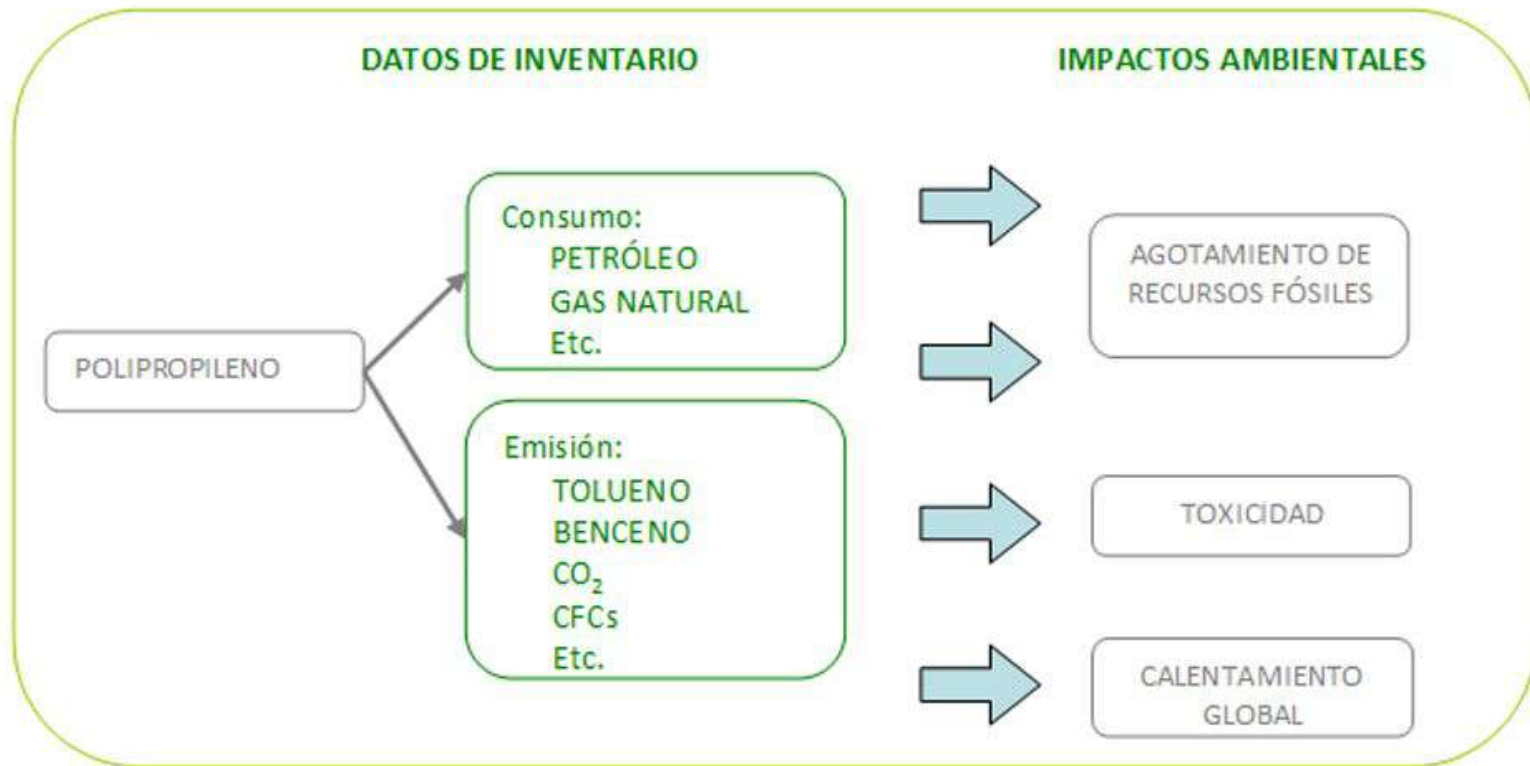 DATOS DE INVENTARIO
IMPACTOS AMBIENTALES
POLIPROPILENO
Consumo:
PETRÓLEO
GAS NATURAL
Etc.
Emisión:
TOLUENO
BENCENO
CO₂
CFCs
Etc.
AGOTAMIENTO DE
RECURSOS FÓSILES
TOXICIDAD
CALENTAMIENTO
GLOBAL